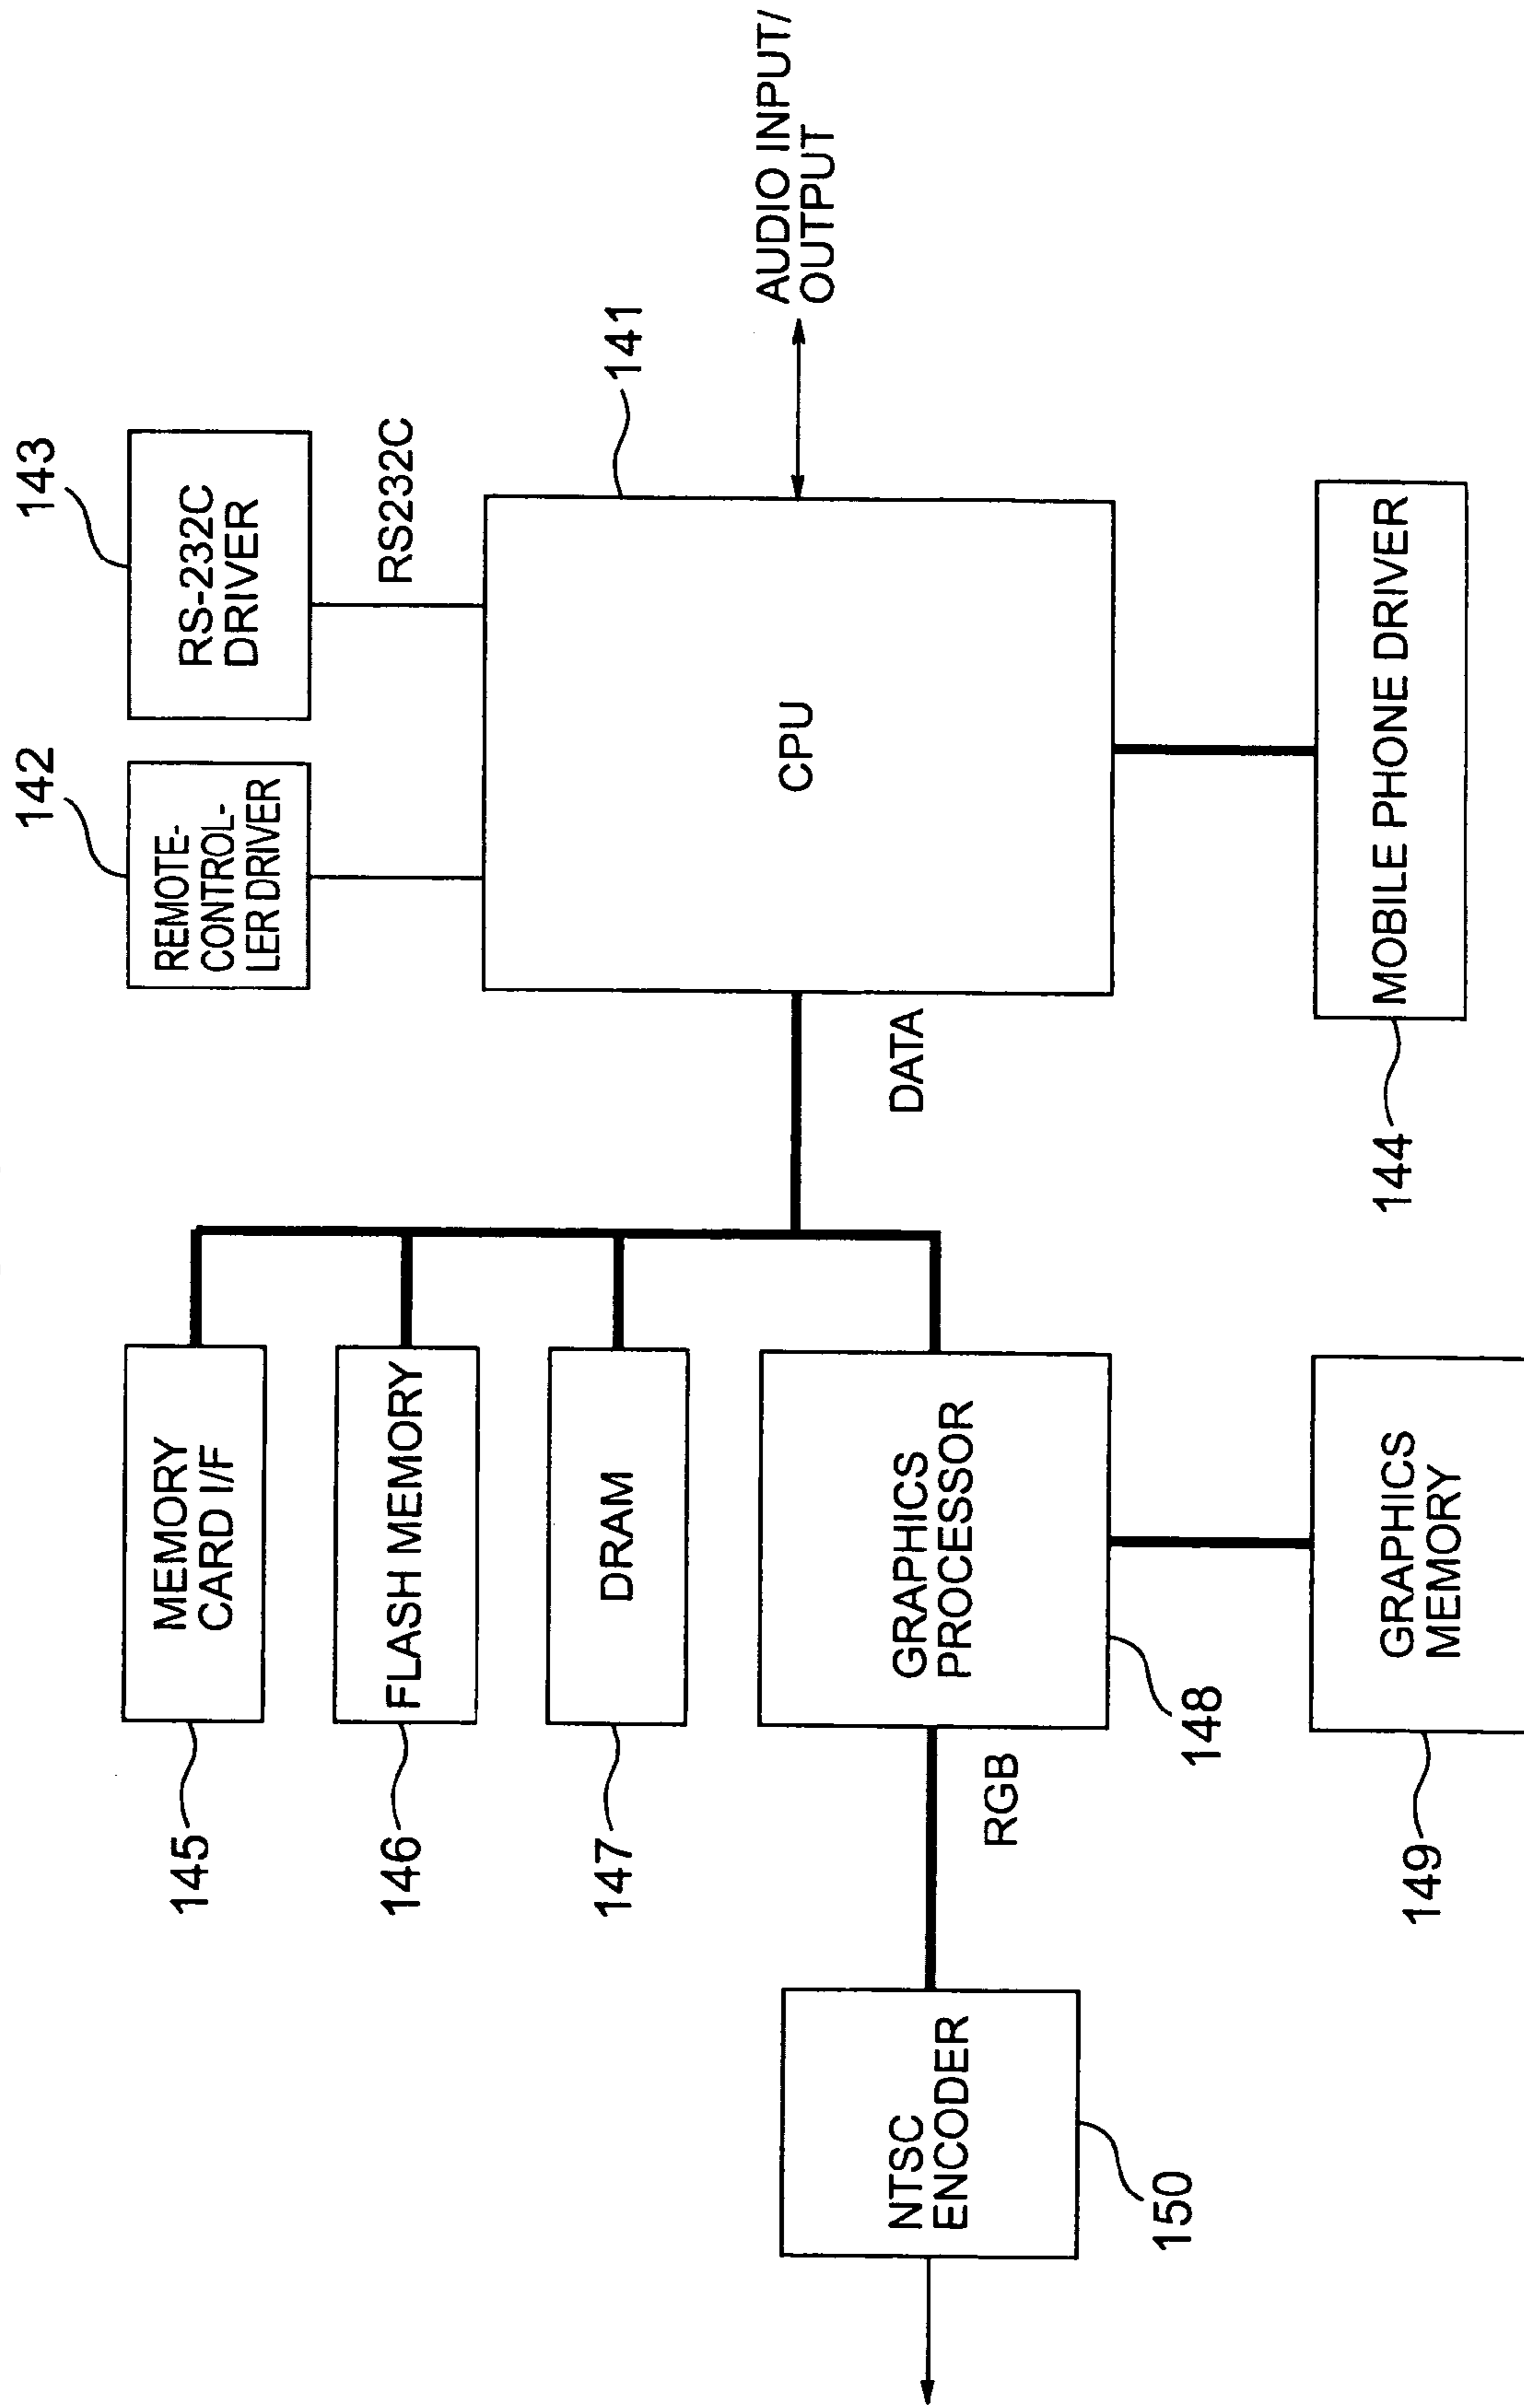 143
RS-232C
DRIVER
RS232C
142
REMOTE-
CONTROL-
LER DRIVER
141
CPU
AUDIO INPUT/
OUTPUT
DATA
MOBILE PHONE DRIVER
144
145
MEMORY
CARD I/F
146
FLASH MEMORY
147
DRAM
GRAPHICS
PROCESSOR
148
RGB
GRAPHICS
MEMORY
149
NTSC
ENCODER
150